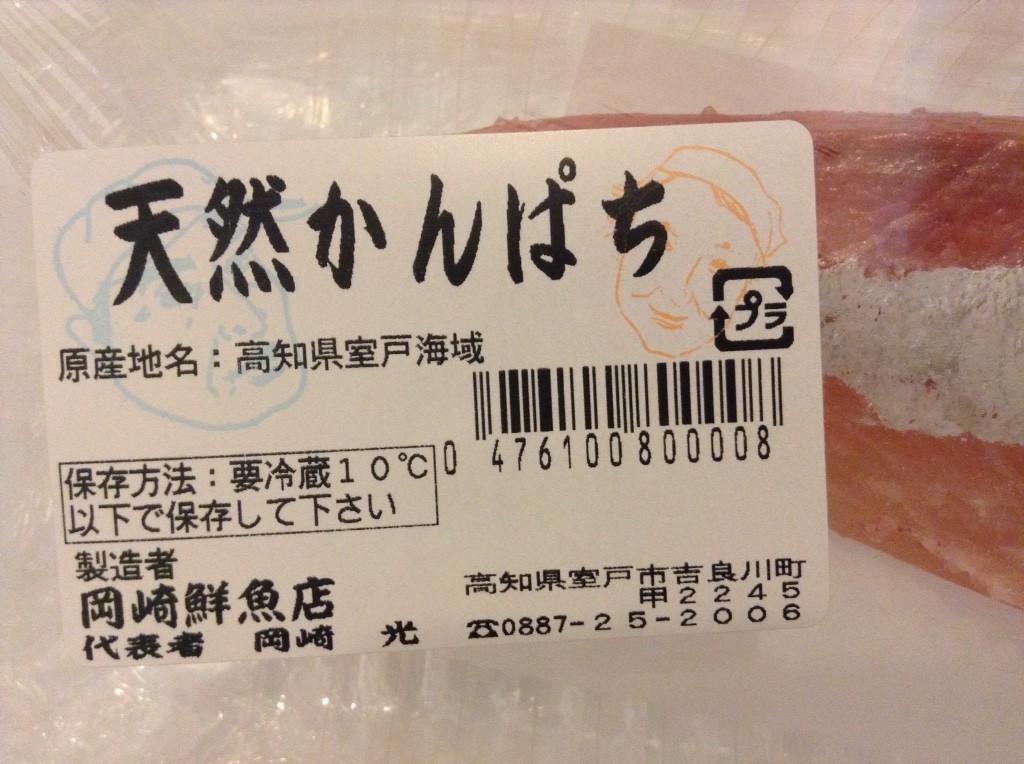 天然かんぱち
プラ
原産地名：高知県室戸海域
0 476100 800008
保存方法：要冷蔵１０℃
以下で保存して下さい
製造者
岡崎鮮魚店
代表者　岡崎　光
高知県室戸市吉良川町
甲２２４５
☎0887-２５-２００６